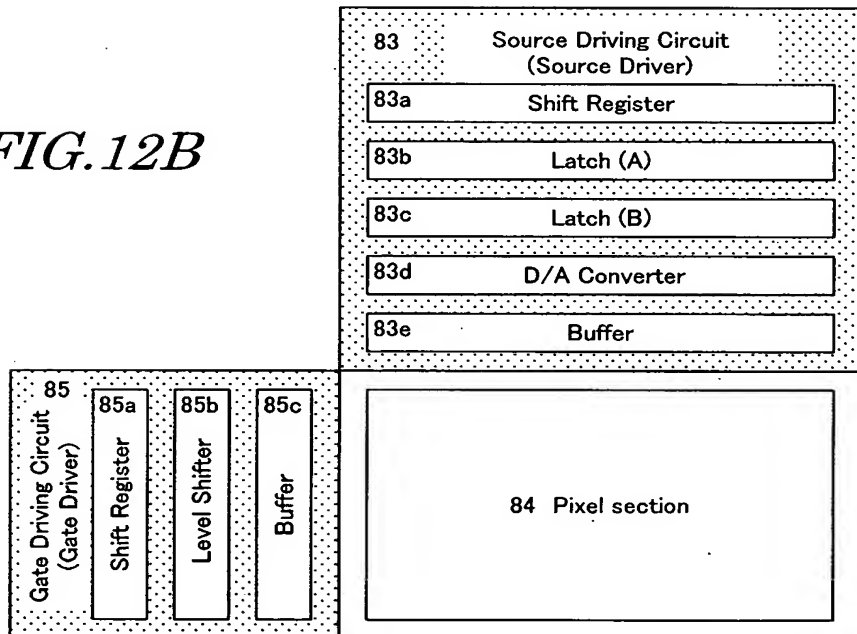 FIG.12B
83 Source Driving Circuit
(Source Driver)
83a Shift Register
83b Latch (A)
83c Latch (B)
83d D/A Converter
83e Buffer
85
Gate Driving Circuit
(Gate Driver)
85a
Shift Register
85b
Level Shifter
85c
Buffer
84 Pixel section